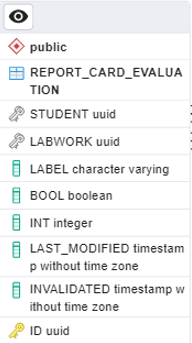 public
REPORT_CARD_EVALUA
TION
STUDENT uuid
LABWORK uuid
LABEL character varying
BOOL boolean
INT integer
LAST_MODIFIED timestam
p without time zone
INVALIDATED timestamp w
ithout time zone
ID uuid